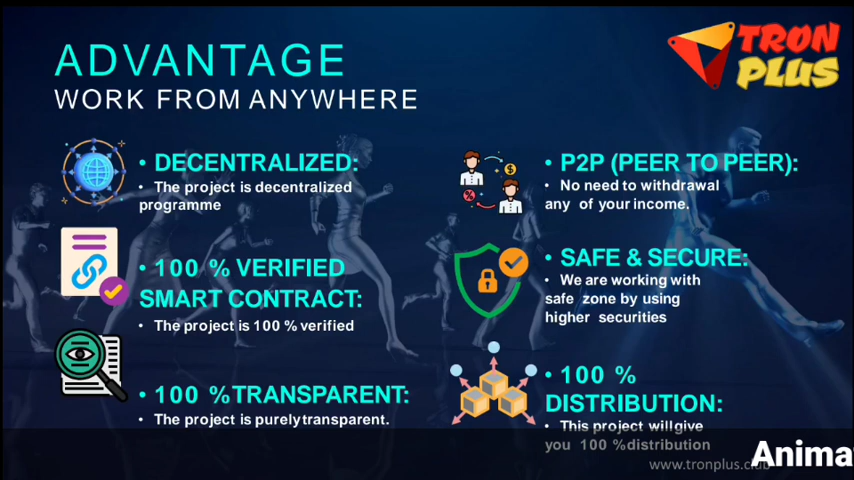 ADVANTAGE
WORK FROM ANYWHERE
TRON
PLUS
• DECENTRALIZED:
• The project is decentralized
programme
• 100 % VERIFIED
SMART CONTRACT:
• The project is 100 % verified
• 100 %TRANSPARENT:
• The project is purelytransparent.
• P2P (PEER TO PEER):
• No need to withdrawal
any of your income.
• SAFE & SECURE:
• We are working with
safe zone by using
higher securities
• 100 %
DISTRIBUTION:
• This project willgive
you 100 %distribution
www.tronplus.club
Anima